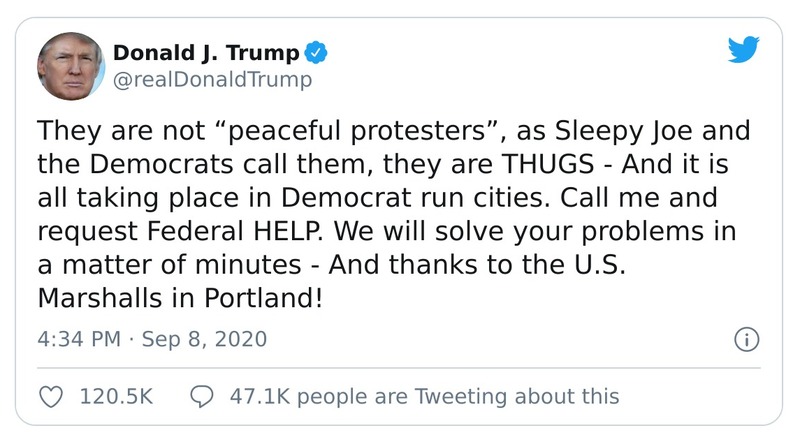 Donald J. Trump
@realDonaldTrump
They are not “peaceful protesters”, as Sleepy Joe and
the Democrats call them, they are THUGS - And it is
all taking place in Democrat run cities. Call me and
request Federal HELP. We will solve your problems in
a matter of minutes - And thanks to the U.S.
Marshalls in Portland!
4:34 PM · Sep 8, 2020
120.5K 47.1K people are Tweeting about this